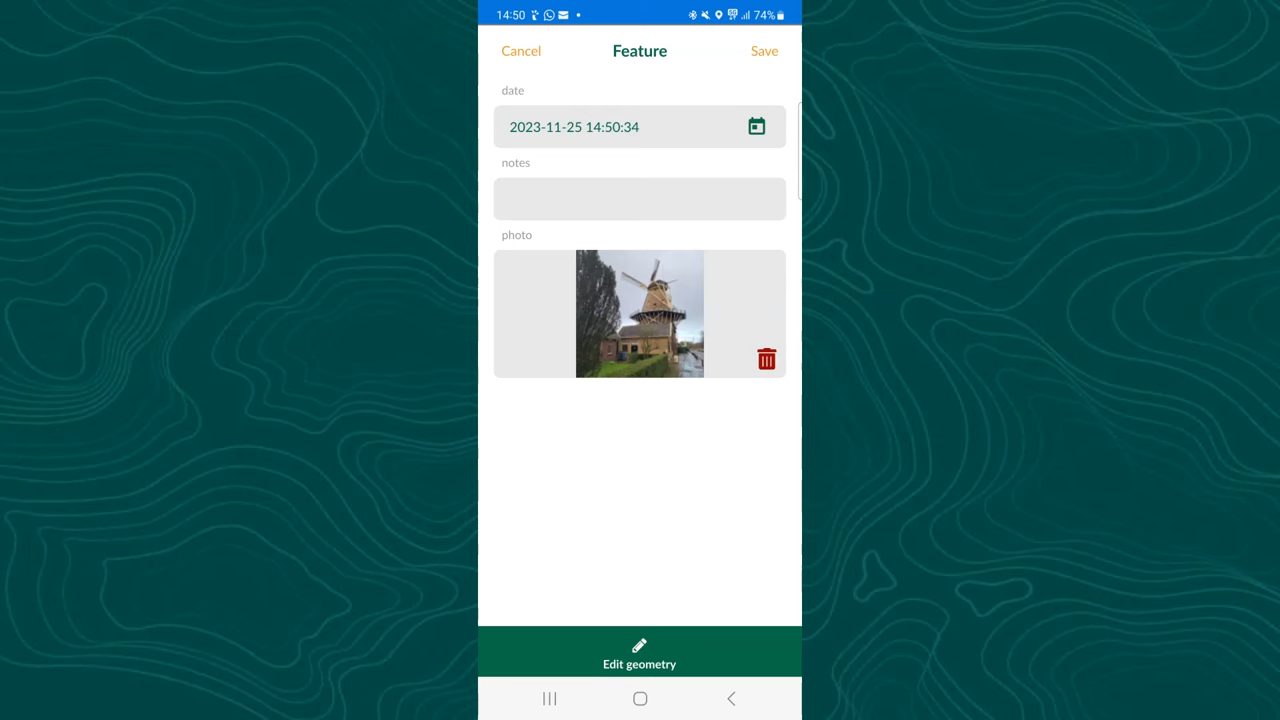 14:50
74%
Cancel
Feature
Save
date
2023-11-25 14:50:34
notes
photo
Edit geometry